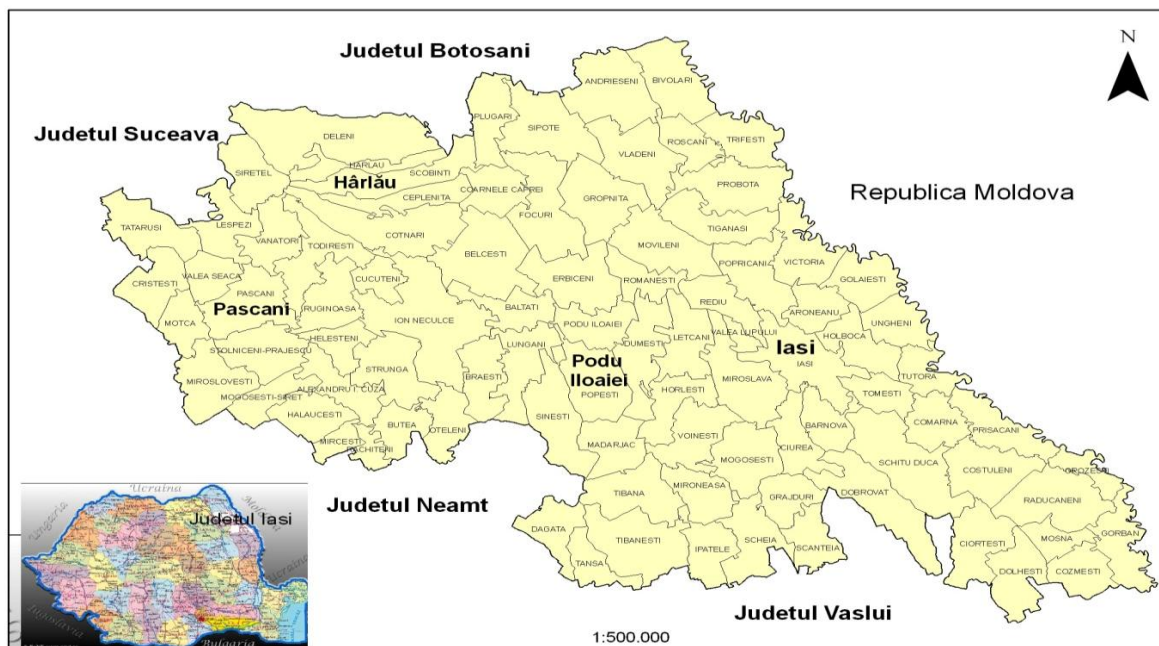 N
Judetul Botosani
Judetul Suceava
Republica Moldova
Judetul Neamt
Judetul Vaslui
Hârlău
Pascani
Podu
Iloaiei
Iasi
ANDRIESENI
BIVOLARI
PLUGARI
SIPOTE
DELENI
VLADENI
ROSCANI
TRIFESTI
HARLAU
SCOBINTI
SIRETEL
COARNELE CAPREI
PROBOTA
CEPLENITA
GROPNITA
FOCURI
LESPEZI
TATARUSI
TIGANASI
COTNARI
VANATORI
TODIRESTI
MOVILENI
BELCESTI
POPRICANI
VICTORIA
GOLAIESTI
VALEA SEACA
CUCUTENI
CRISTESTI
ERBICENI
ROMANESTI
PASCANI
REDIU
RUGINOASA
BALTATI
ARONEANU
MOTCA
ION NECULCE
PODU ILOAIEI
UNGHENI
VALEA LUPULUI
HOLBOCA
HELESTENI
LUNGANI
DUMESTI
LETCANI
STOLNICENI-PRAJESCU
IASI
STRUNGA
TUTORA
BRAESTI
MIROSLAVA
MIROSLOVESTI
ALEXANDRU I. CUZA
HORLESTI
POPESTI
TOMESTI
MOGOSESTI-SIRET
HALAUCESTI
SINESTI
COMARNA
BUTEA
OTELENI
BARNOVA
PRISACANI
VOINESTI
MIRCESTI
MADARJAC
CIUREA
RACHITENI
MOGOSESTI
SCHITU DUCA
COSTULENI
GROZESTI
MIRONEASA
TIBANA
GRAJDURI
DOBROVAT
RADUCANENI
DAGATA
GORBAN
TIBANESTI
MOSNA
CIORTESTI
SCHEIA
SCANTEIA
IPATELE
TANSA
DOLHESTI
COZMESTI
1:500.000
Ucraina
Judetul Iasi
Ungharia
Iugoslavia
Bulgaria